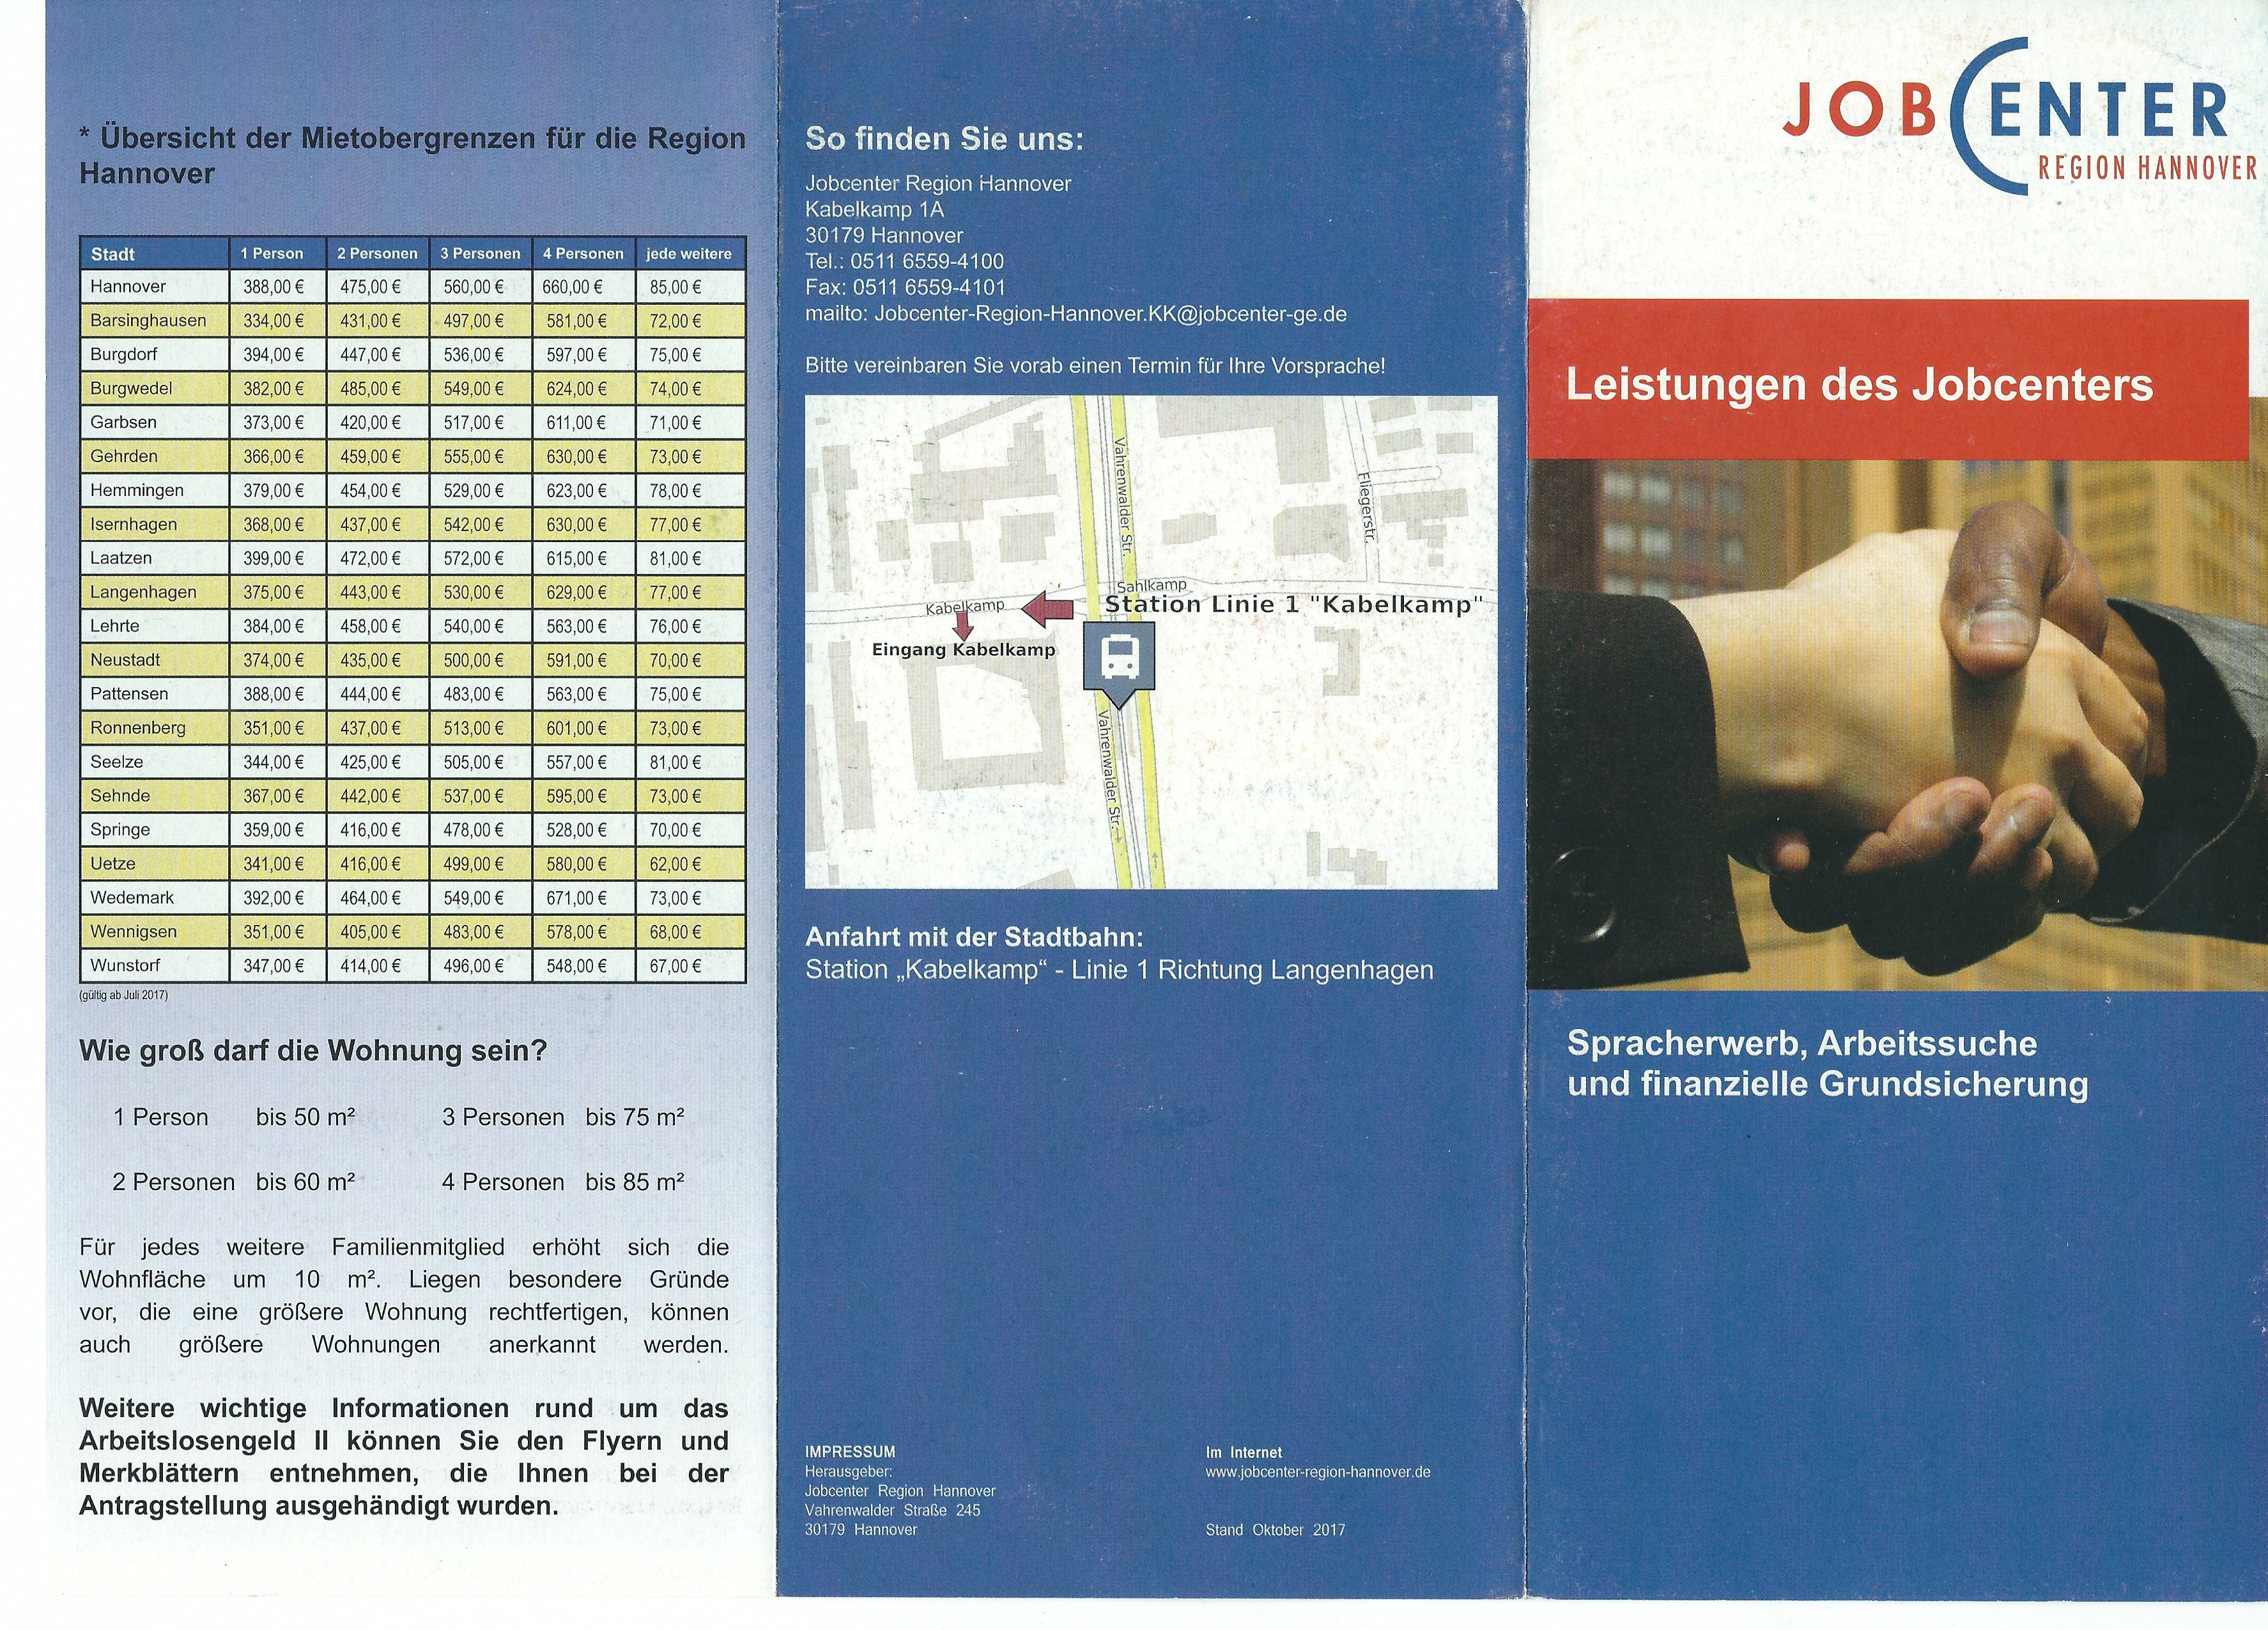 * Übersicht der Mietobergrenzen für die Region
Hannover
Stadt 1 Person 2 Personen 3 Personen 4 Personen jede weitere
Hannover 388,00 € 475,00 € 560,00 € 660,00 € 85,00 €
Barsinghausen 334,00 € 431,00 € 497,00 € 581,00 € 72,00 €
Burgdorf 394,00 € 447,00 € 536,00 € 597,00 € 75,00 €
Burgwedel 382,00 € 485,00 € 549,00 € 624,00 € 74,00 €
Garbsen 373,00 € 420,00 € 517,00 € 611,00 € 71,00 €
Gehrden 366,00 € 459,00 € 555,00 € 630,00 € 73,00 €
Hemmingen 379,00 € 454,00 € 529,00 € 623,00 € 78,00 €
Isernhagen 368,00 € 437,00 € 542,00 € 630,00 € 77,00 €
Laatzen 399,00 € 472,00 € 572,00 € 615,00 € 81,00 €
Langenhagen 375,00 € 443,00 € 530,00 € 629,00 € 77,00 €
Lehrte 384,00 € 458,00 € 540,00 € 563,00 € 76,00 €
Neustadt 374,00 € 435,00 € 500,00 € 591,00 € 70,00 €
Pattensen 388,00 € 444,00 € 483,00 € 563,00 € 75,00 €
Ronnenberg 351,00 € 437,00 € 513,00 € 601,00 € 73,00 €
Seelze 344,00 € 425,00 € 505,00 € 557,00 € 81,00 €
Sehnde 367,00 € 442,00 € 537,00 € 595,00 € 73,00 €
Springe 359,00 € 416,00 € 478,00 € 528,00 € 70,00 €
Uetze 341,00 € 416,00 € 499,00 € 580,00 € 62,00 €
Wedemark 392,00 € 464,00 € 549,00 € 671,00 € 73,00 €
Wennigsen 351,00 € 405,00 € 483,00 € 578,00 € 68,00 €
Wunstorf 347,00 € 414,00 € 496,00 € 548,00 € 67,00 €
(gültig ab Juli 2017)
Wie groß darf die Wohnung sein?
1 Person bis 50 m² 3 Personen bis 75 m²
2 Personen bis 60 m² 4 Personen bis 85 m²
Für jedes weitere Familienmitglied erhöht sich die
Wohnfläche um 10 m². Liegen besondere Gründe
vor, die eine größere Wohnung rechtfertigen, können
auch größere Wohnungen anerkannt werden.
Weitere wichtige Informationen rund um das
Arbeitslosengeld II können Sie den Flyern und
Merkblättern entnehmen, die Ihnen bei der
Antragstellung ausgehändigt wurden.
So finden Sie uns:
Jobcenter Region Hannover
Kabelkamp 1A
30179 Hannover
Tel.: 0511 6559-4100
Fax: 0511 6559-4101
mailto: Jobcenter-Region-Hannover.KK@jobcenter-ge.de
Bitte vereinbaren Sie vorab einen Termin für Ihre Vorsprache!
Vahrenwalder Str.
Fliegerstr.
Sahlkamp
Kabelkamp
Station Linie 1 "Kabelkamp"
Eingang Kabelkamp
Vahrenwalder Str.
Anfahrt mit der Stadtbahn:
Station „Kabelkamp“ - Linie 1 Richtung Langenhagen
IMPRESSUM
Herausgeber:
Jobcenter Region Hannover
Vahrenwalder Straße 245
30179 Hannover
Im Internet
www.jobcenter-region-hannover.de
Stand Oktober 2017
JOBCENTER
REGION HANNOVER
Leistungen des Jobcenters
Spracherwerb, Arbeitssuche
und finanzielle Grundsicherung